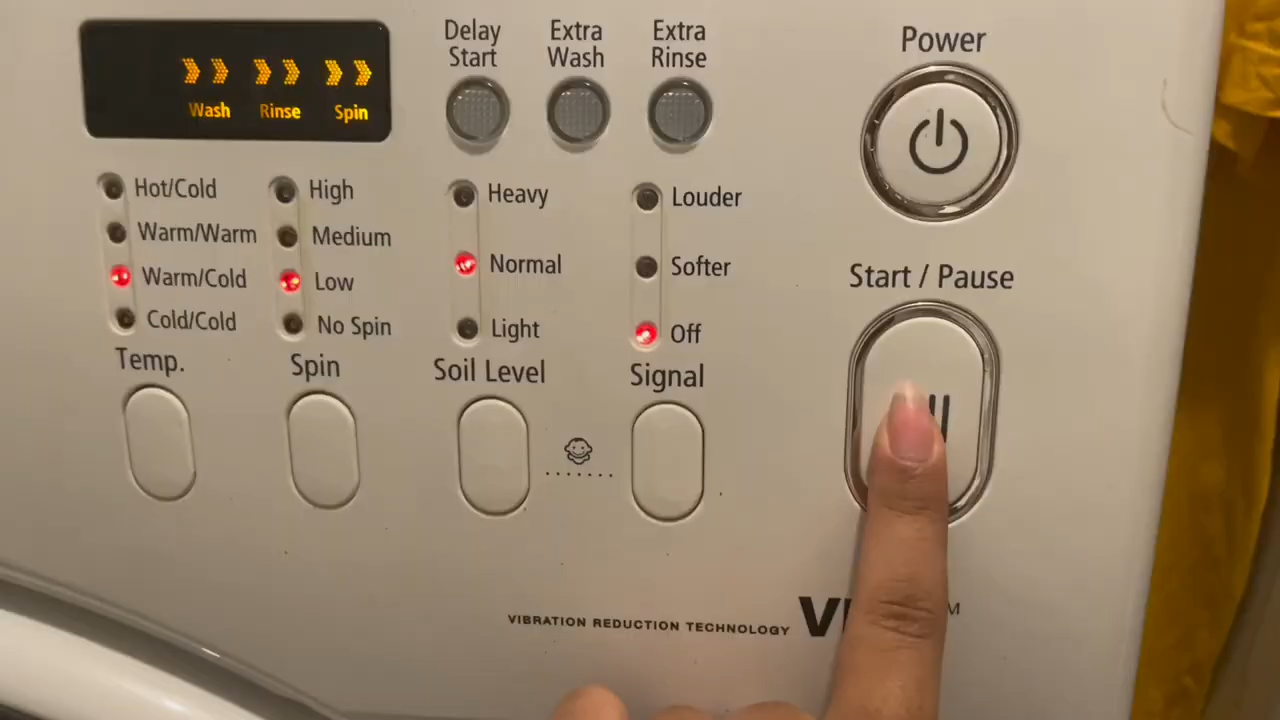 Wash Rinse Spin
Delay
Start
Extra
Wash
Extra
Rinse
Power
Hot/Cold
Warm/Warm
Warm/Cold
Cold/Cold
Temp.
High
Medium
Low
No Spin
Spin
Heavy
Normal
Light
Soil Level
Louder
Softer
Off
Signal
Start / Pause
VIBRATION REDUCTION TECHNOLOGY